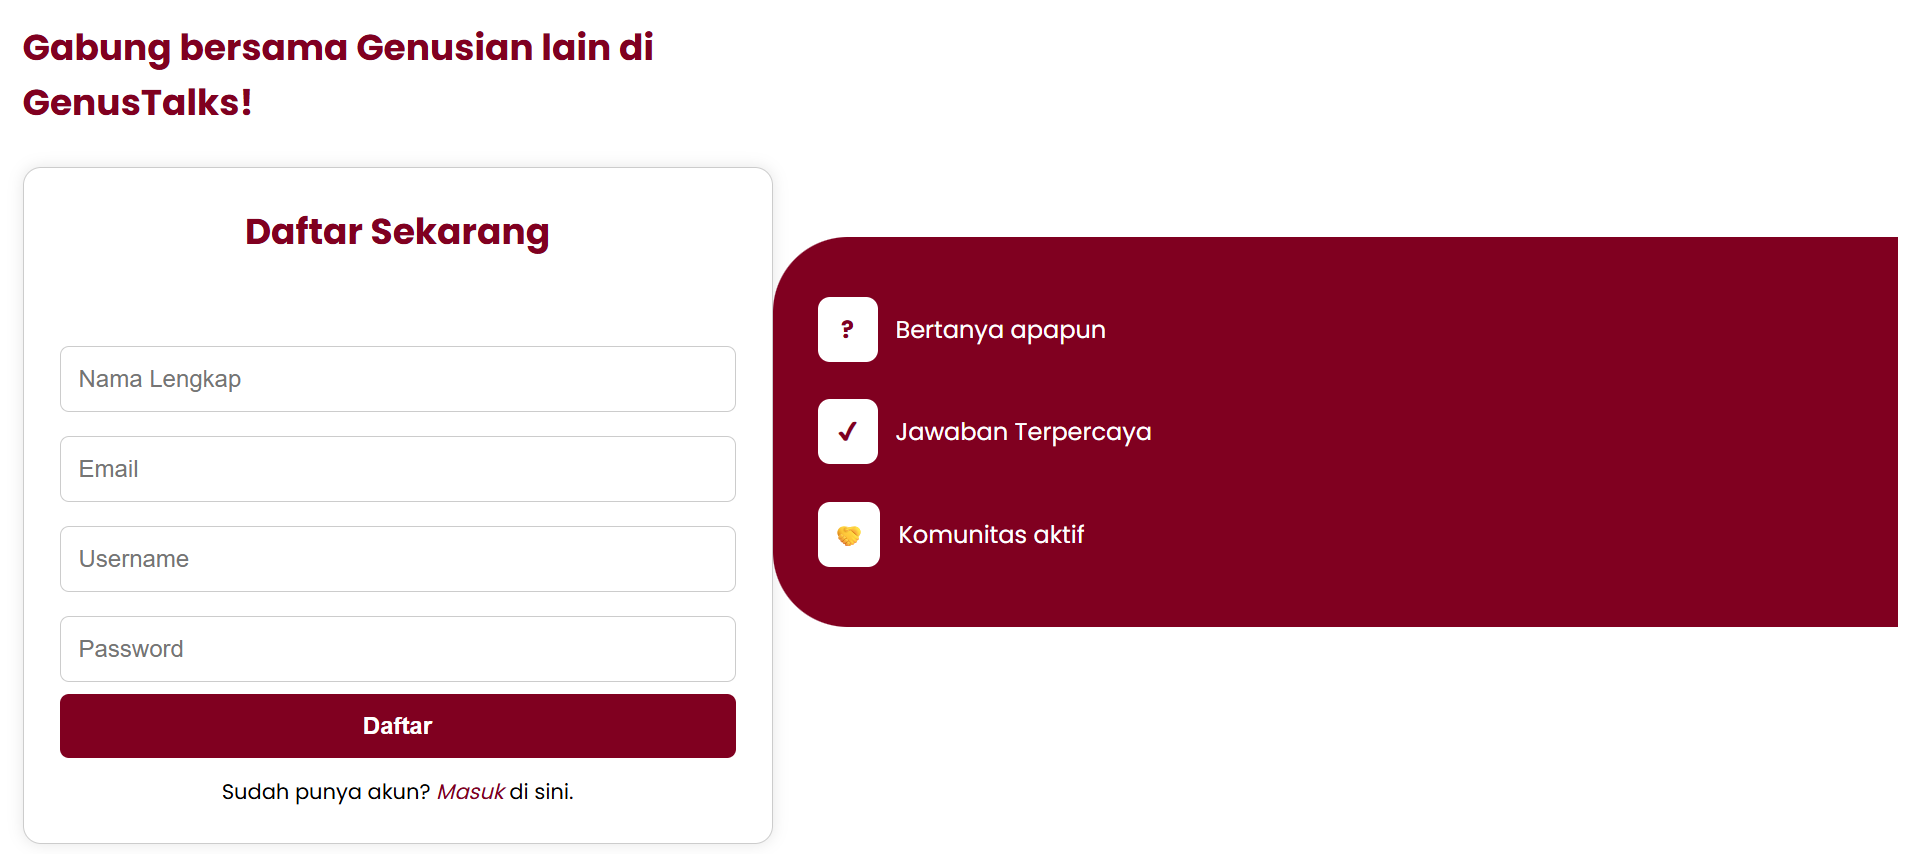 Gabung bersama Genusian lain di
GenusTalks!
Daftar Sekarang
Nama Lengkap
Email
Username
Password
Daftar
Sudah punya akun? Masuk di sini.
?
Bertanya apapun
✔
Jawaban Terpercaya
Komunitas aktif